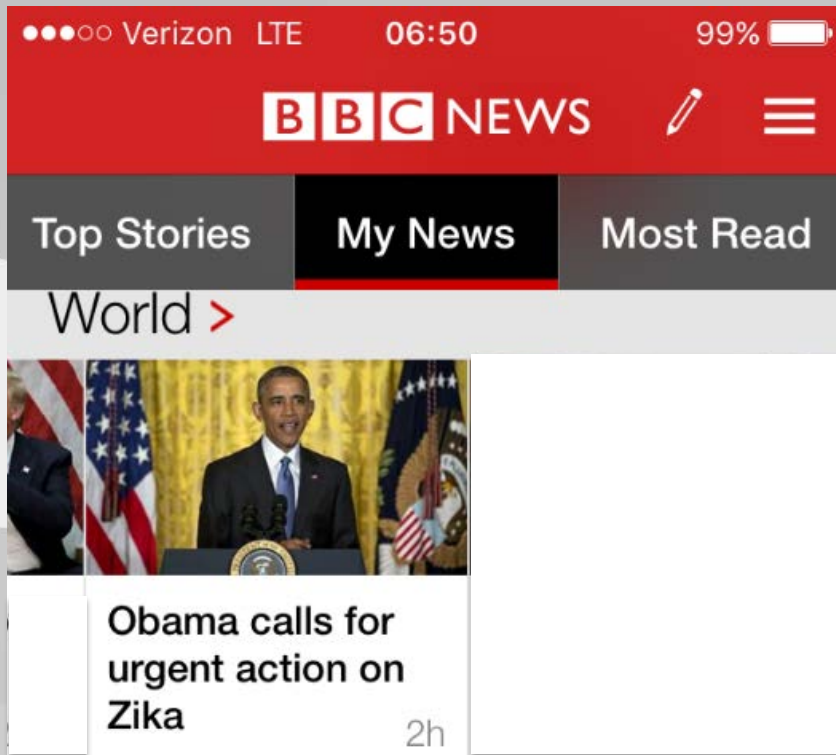 Verizon LTE 06:50 99%
BBC NEWS
Top Stories My News Most Read
World >
Obama calls for
urgent action on
Zika
2h